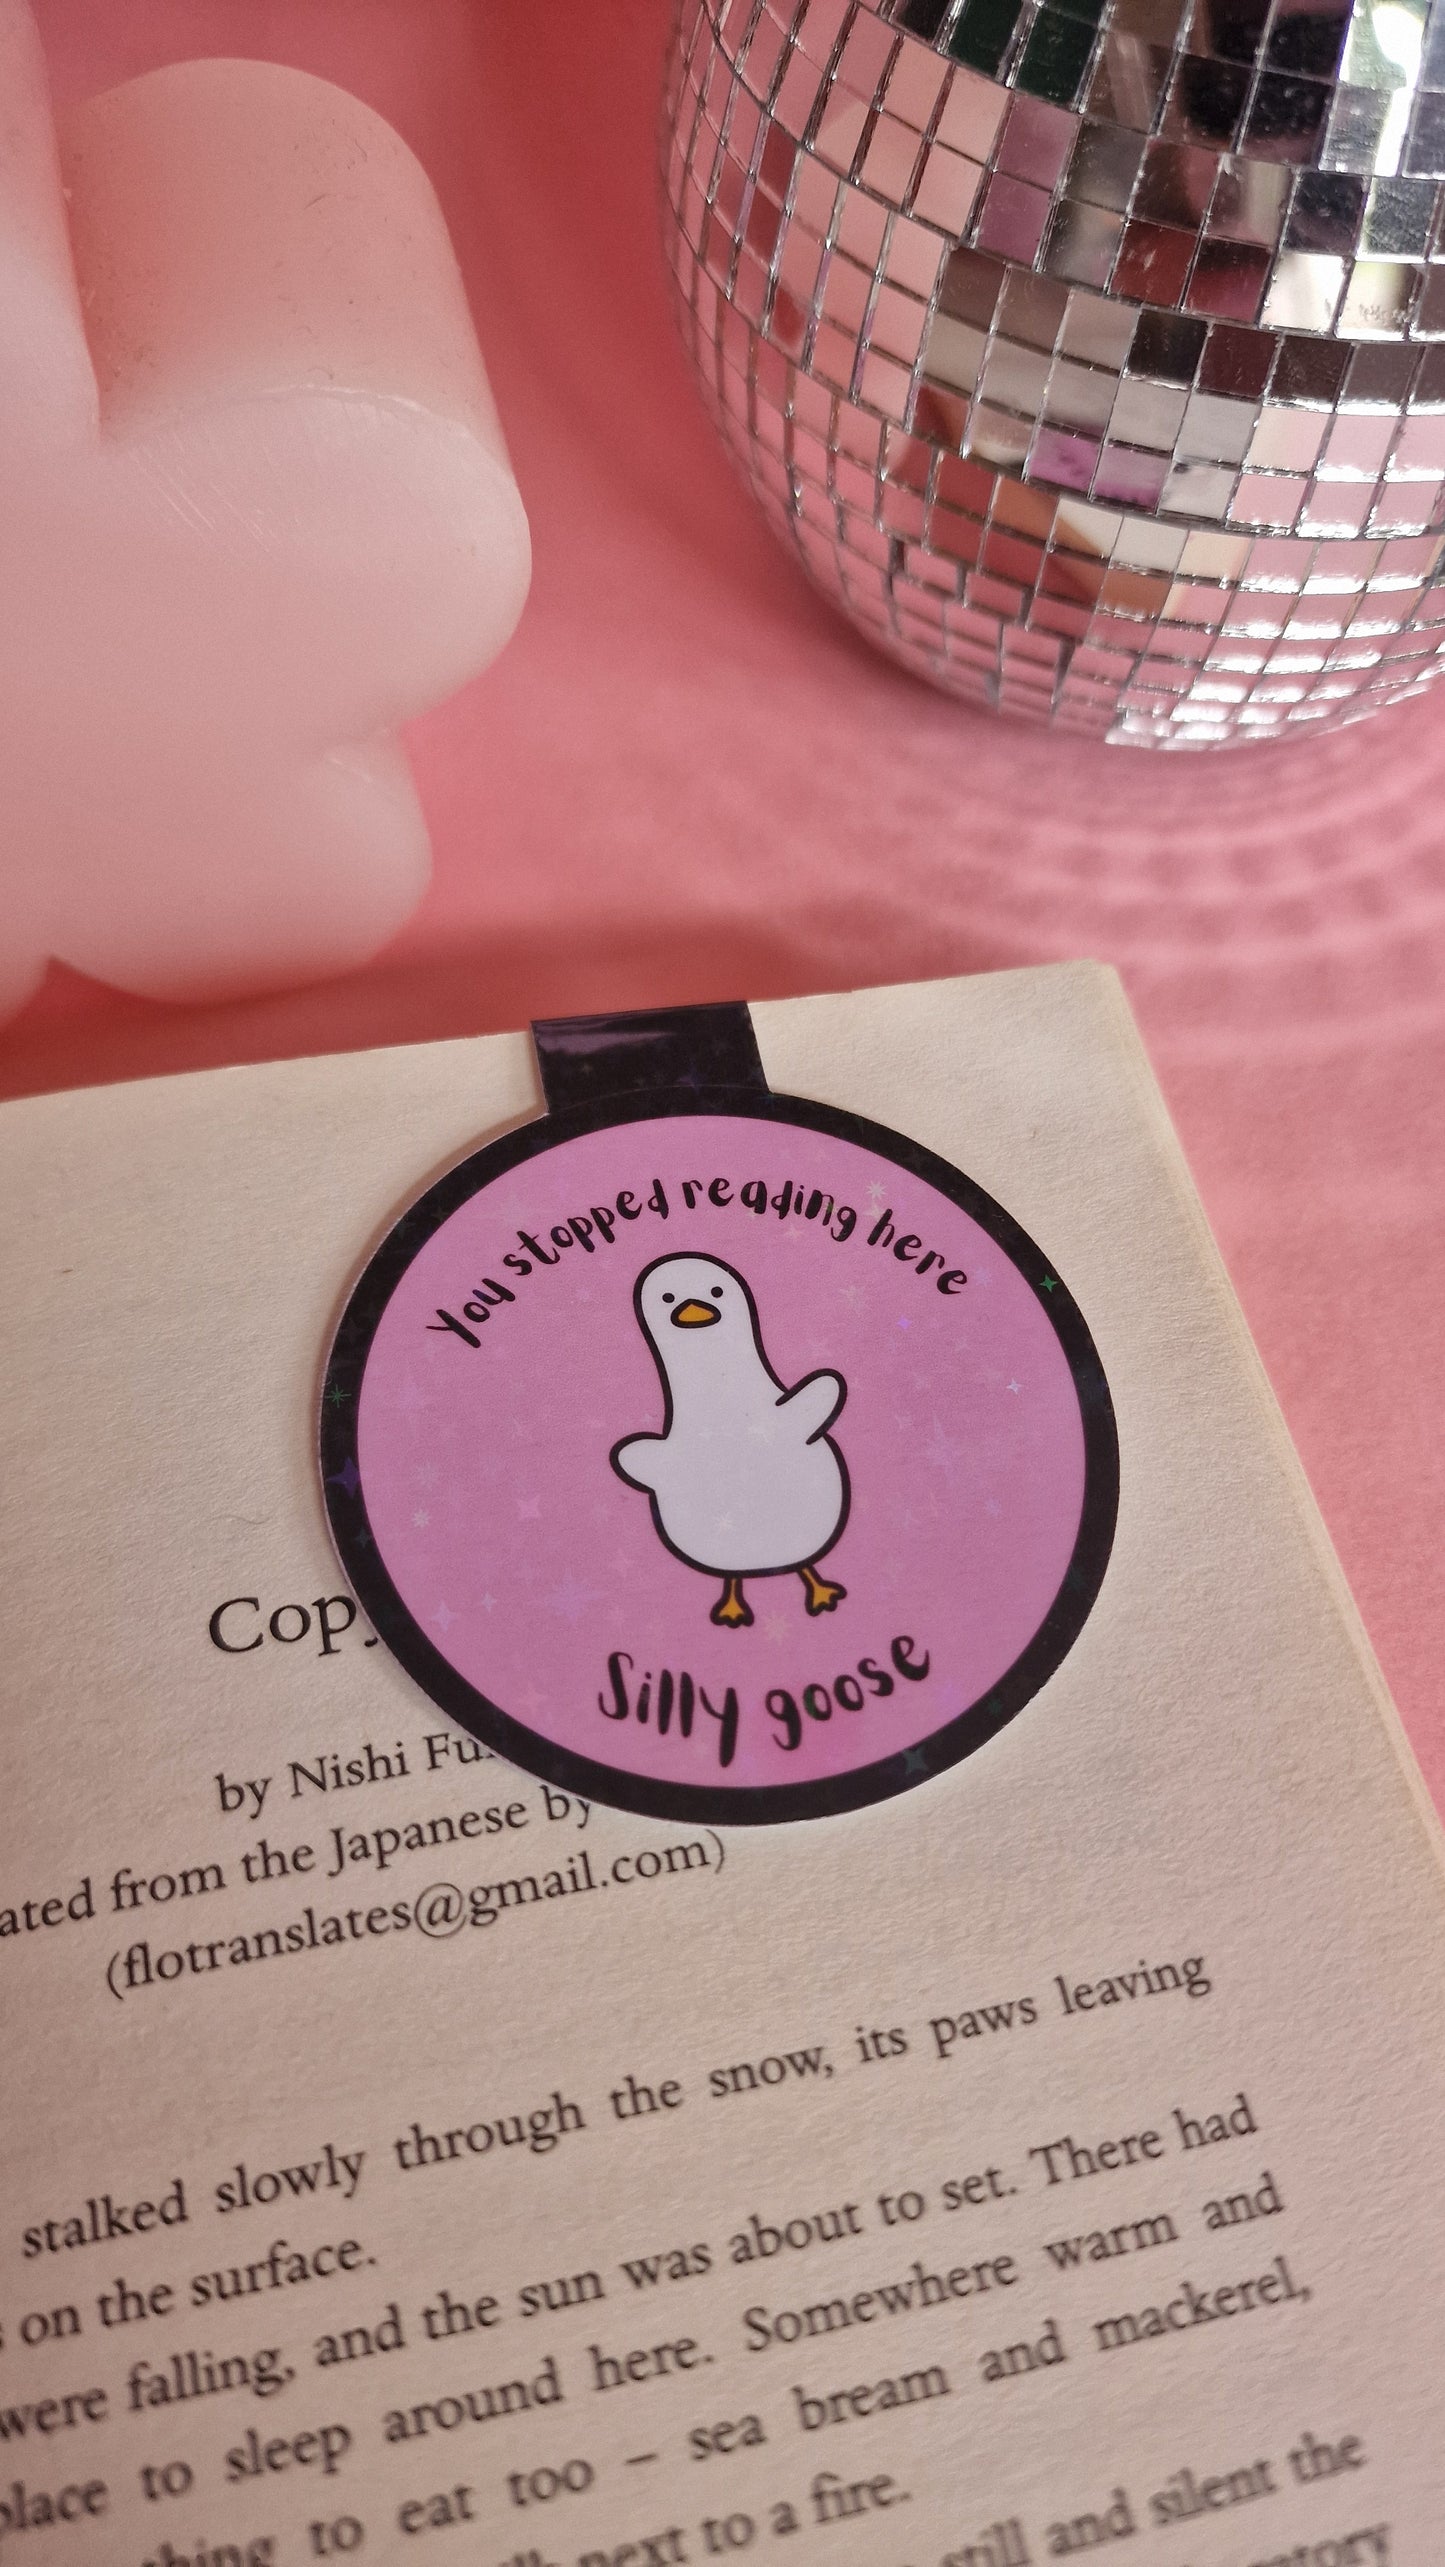 You stopped reading here
Silly goose
by Nishi
from the Japanese by
(flotranslates@gmail.com)
stalked slowly through the snow, its paws leaving
on the surface.
were falling, and the sun was about to set. There had
place to sleep around here. Somewhere warm and
to eat too – sea bream and mackerel,
next to a fire.
still and silent the